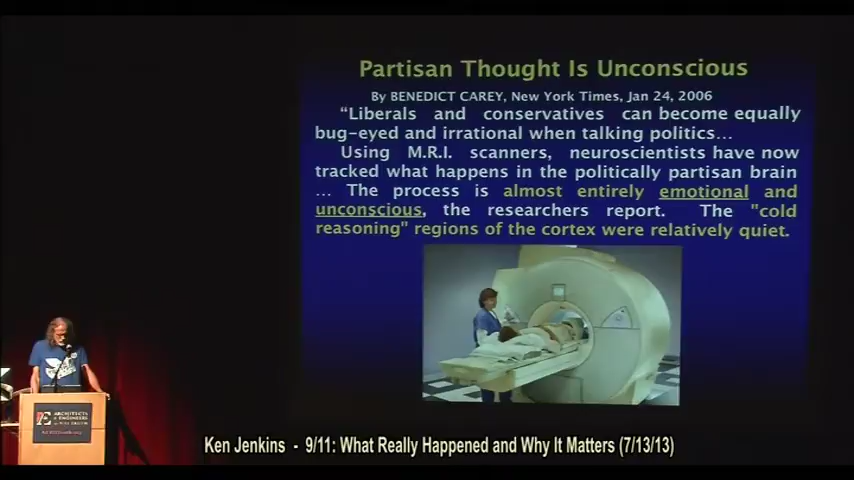 Partisan Thought Is Unconscious
By BENEDICT CAREY, New York Times, Jan 24, 2006
“Liberals and conservatives can become equally
bug-eyed and irrational when talking politics…
Using M.R.I. scanners, neuroscientists have now
tracked what happens in the politically partisan brain
… The process is almost entirely emotional and
unconscious, the researchers report. The "cold
reasoning" regions of the cortex were relatively quiet.
ARCHITECTS
ENGINEERS
Ken Jenkins - 9/11: What Really Happened and Why It Matters (7/13/13)